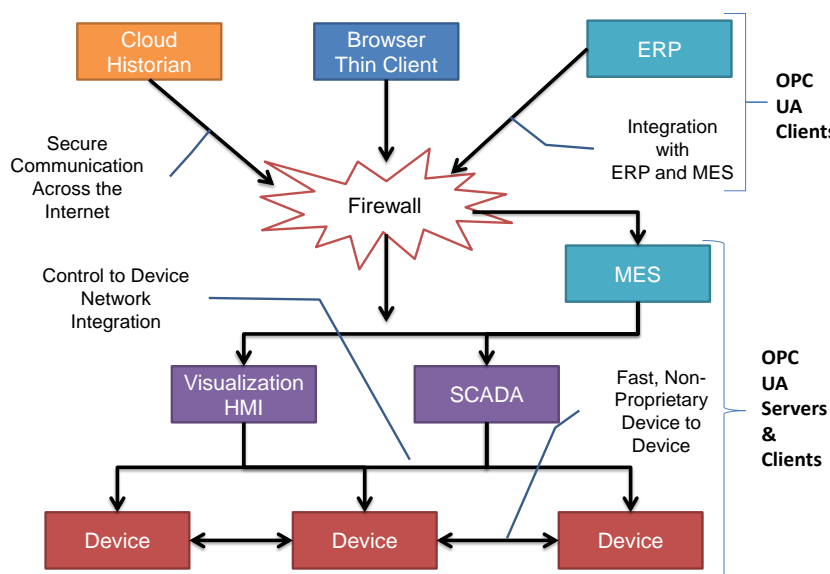 Cloud
Historian
Browser
Thin Client
ERP
OPC
UA
Clients
Secure
Communication
Across the
Internet
Integration
with
ERP and MES
Firewall
Control to Device
Network
Integration
MES
Visualization
HMI
SCADA
Fast, Non-
Proprietary
Device to
Device
OPC
UA
Servers
&
Clients
Device
Device
Device